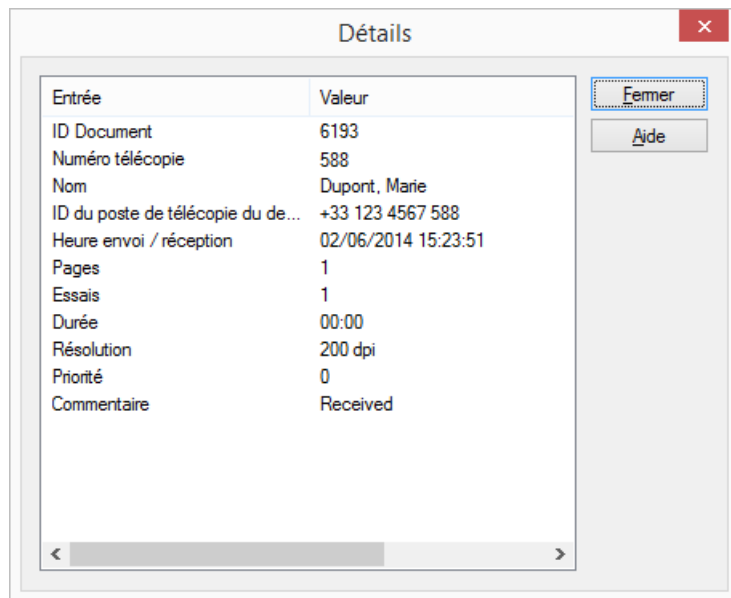 Détails
Entrée Valeur
ID Document 6193
Numéro télécopie 588
Nom Dupont, Marie
ID du poste de télécopie du de... +33 123 4567 588
Heure envoi / réception 02/06/2014 15:23:51
Pages 1
Essais 1
Durée 00:00
Résolution 200 dpi
Priorité 0
Commentaire Received
Fermer
Aide